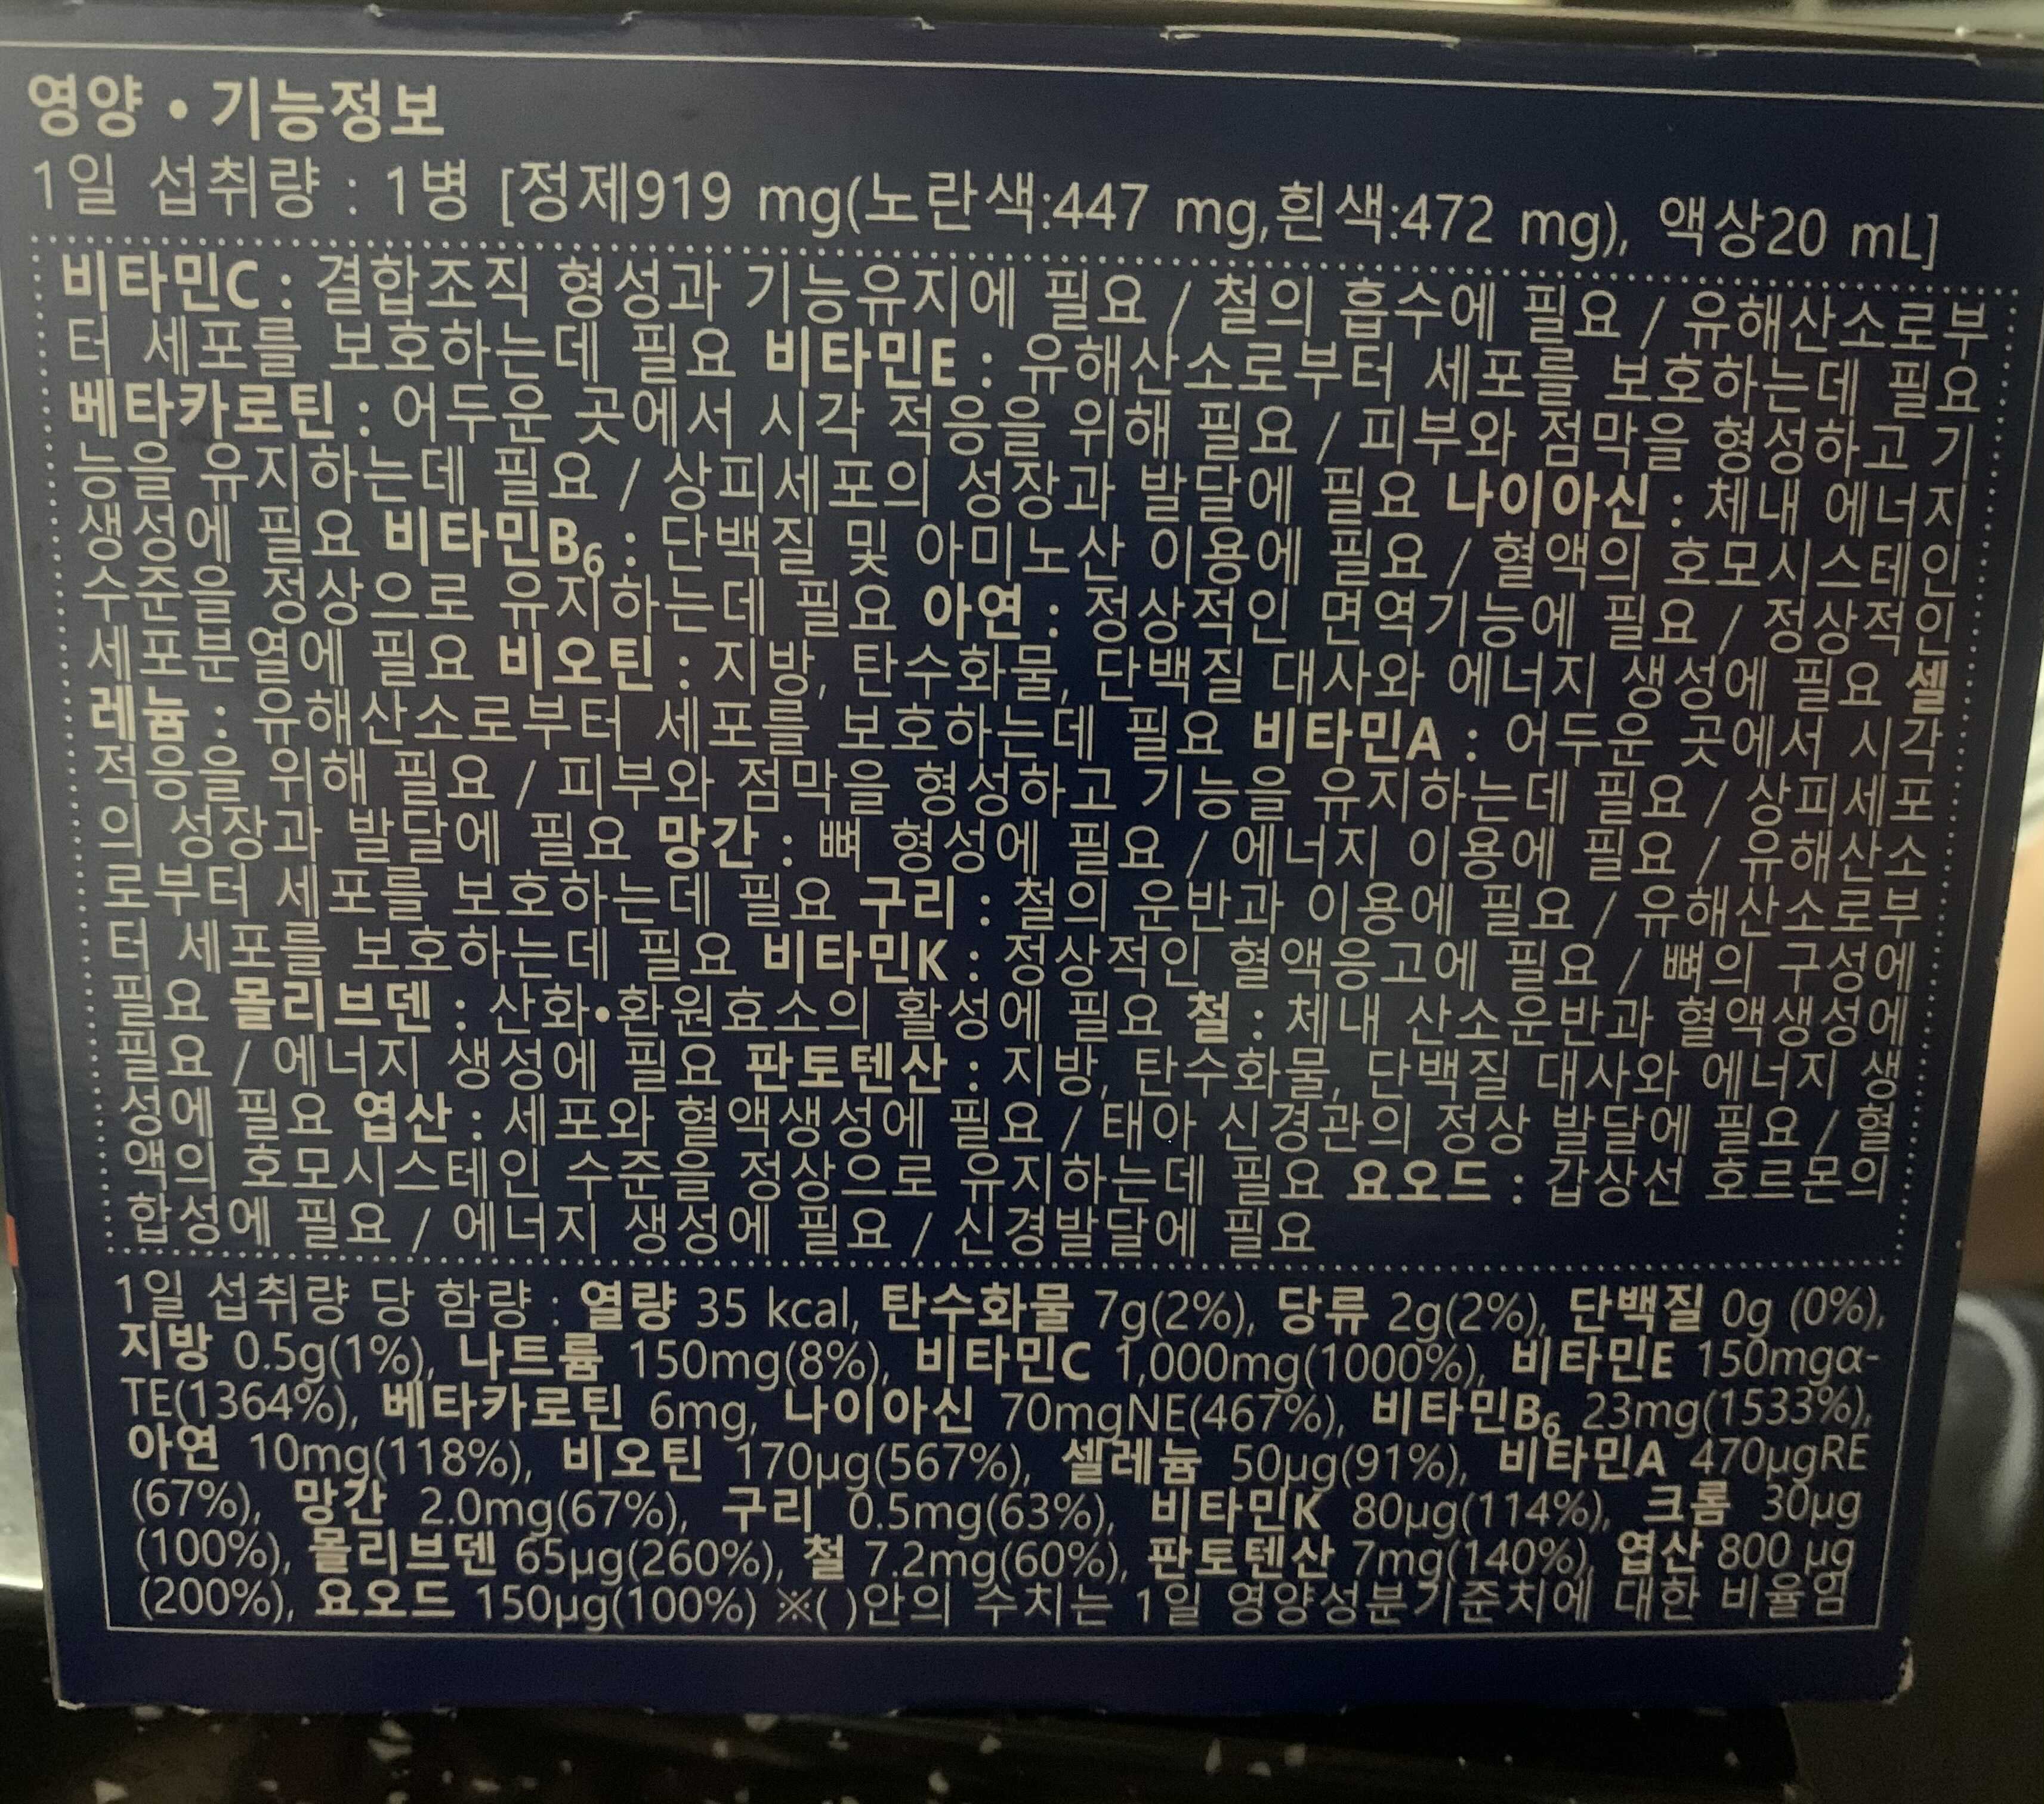 영양 • 기능정보
1일 섭취량 : 1병 [정제919 mg(노란색:447 mg,흰색:472 mg), 액상20 mL]
비타민C : 결합조직 형성과 기능유지에 필요 / 철의 흡수에 필요 / 유해산소로부
터 세포를 보호하는데 필요 비타민E : 유해산소로부터 세포를 보호하는데 필요
베타카로틴 : 어두운 곳에서 시각 적응을 위해 필요 / 피부와 점막을 형성하고 기
능을 유지하는데 필요 / 상피세포의 성장과 발달에 필요 나이아신 : 체내 에너지
생성에 필요 비타민B₆ : 단백질 및 아미노산 이용에 필요 / 혈액의 호모시스테인
수준을 정상으로 유지하는데 필요 아연 : 정상적인 면역기능에 필요 / 정상적인
세포분열에 필요 비오틴 : 지방, 탄수화물, 단백질 대사와 에너지 생성에 필요 셀
레늄 : 유해산소로부터 세포를 보호하는데 필요 비타민A : 어두운 곳에서 시각
적응을 위해 필요 / 피부와 점막을 형성하고 기능을 유지하는데 필요 / 상피세포
의 성장과 발달에 필요 망간 : 뼈 형성에 필요 / 에너지 이용에 필요 / 유해산소
로부터 세포를 보호하는데 필요 구리 : 철의 운반과 이용에 필요 / 유해산소로부
터 세포를 보호하는데 필요 비타민K : 정상적인 혈액응고에 필요 / 뼈의 구성에
필요 몰리브덴 : 산화•환원효소의 활성에 필요 철 : 체내 산소운반과 혈액생성에
필요 / 에너지 생성에 필요 판토텐산 : 지방, 탄수화물, 단백질 대사와 에너지 생
성에 필요 엽산 : 세포와 혈액생성에 필요 / 태아 신경관의 정상 발달에 필요 / 혈
액의 호모시스테인 수준을 정상으로 유지하는데 필요 요오드 : 갑상선 호르몬의
합성에 필요 / 에너지 생성에 필요 / 신경발달에 필요
1일 섭취량 당 함량 : 열량 35 kcal, 탄수화물 7g(2%), 당류 2g(2%), 단백질 0g (0%),
지방 0.5g(1%), 나트륨 150mg(8%), 비타민C 1,000mg(1000%), 비타민E 150mgα-
TE(1364%), 베타카로틴 6mg, 나이아신 70mgNE(467%), 비타민B₆ 23mg(1533%),
아연 10mg(118%), 비오틴 170µg(567%), 셀레늄 50µg(91%), 비타민A 470µgRE
(67%), 망간 2.0mg(67%), 구리 0.5mg(63%), 비타민K 80µg(114%), 크롬 30µg
(100%), 몰리브덴 65µg(260%), 철 7.2mg(60%), 판토텐산 7mg(140%), 엽산 800 µg
(200%), 요오드 150µg(100%) ※( )안의 수치는 1일 영양성분기준치에 대한 비율임